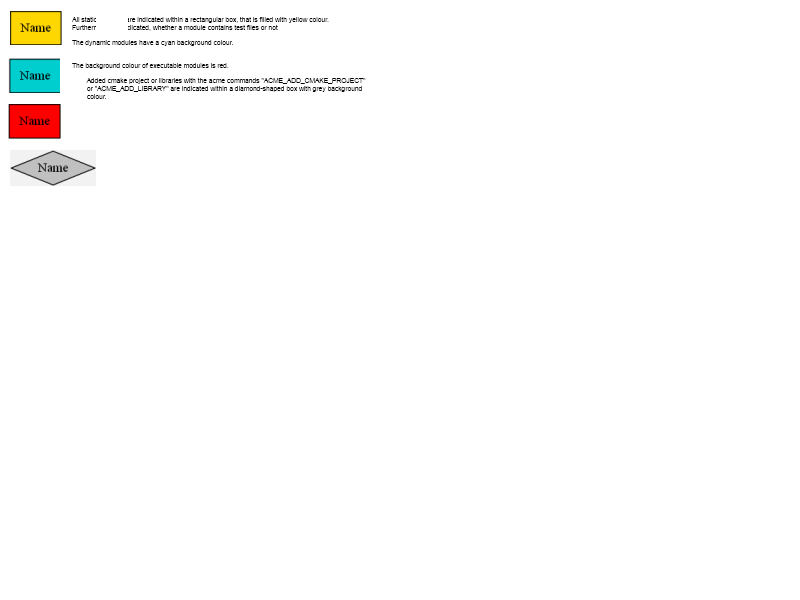 Name
All static re indicated within a rectangular box, that is filled with yellow colour.
Further dicated, whether a module contains test files or not
The dynamic modules have a cyan background colour.
Name
The background colour of executable modules is red.
Added cmake project or libraries with the acme commands "ACME_ADD_CMAKE_PROJECT"
or "ACME_ADD_LIBRARY" are indicated within a diamond-shaped box with grey background
colour.
Name
Name